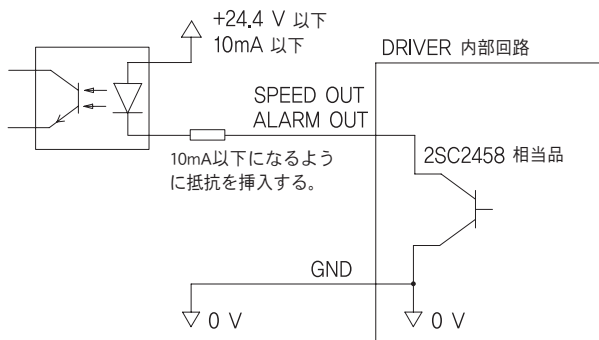 +24.4 V 以下
10mA 以下
DRIVER 内部回路
SPEED OUT
ALARM OUT
10mA以下になるよう
に抵抗を挿入する。
2SC2458 相当品
GND
0 V
0 V